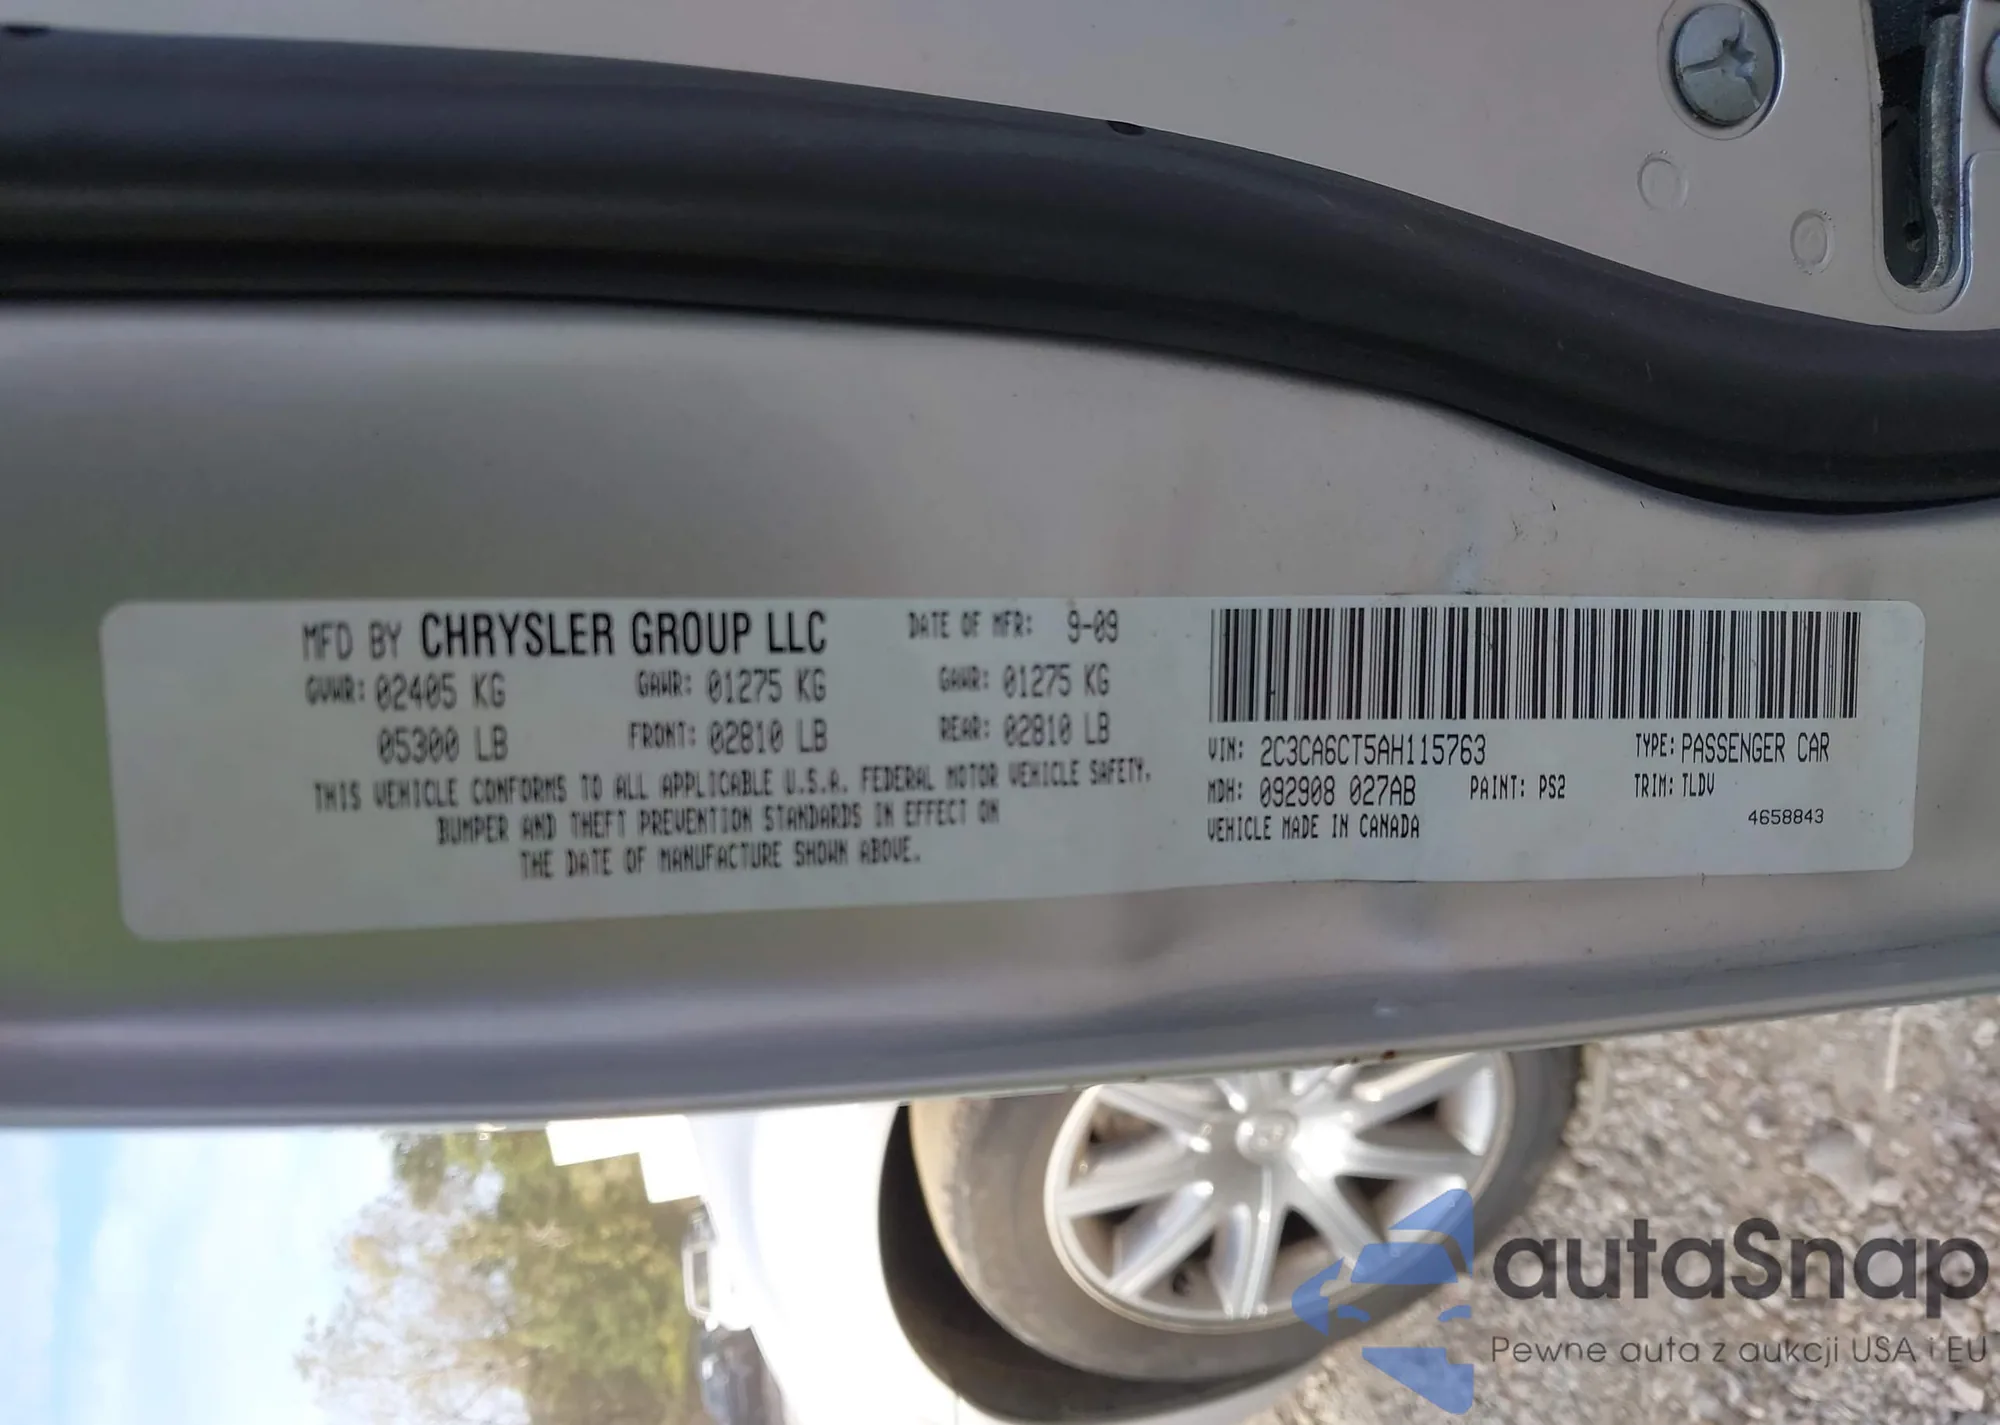 MFD BY CHRYSLER GROUP LLC DATE OF MFR: 9-09
GVWR: 02405 KG GAWR: 01275 KG GAWR: 01275 KG
05300 LB FRONT: 02810 LB REAR: 02810 LB
THIS VEHICLE CONFORMS TO ALL APPLICABLE U.S.A. FEDERAL MOTOR VEHICLE SAFETY,
BUMPER AND THEFT PREVENTION STANDARDS IN EFFECT ON
THE DATE OF MANUFACTURE SHOWN ABOVE.
VIN: 2C3CA6CT5AH115763 TYPE: PASSENGER CAR
MDH: 092908 027AB PAINT: PS2 TRIM: TLDV
VEHICLE MADE IN CANADA 4658843
autaSnap
Pewne auta z aukcji USA i EU